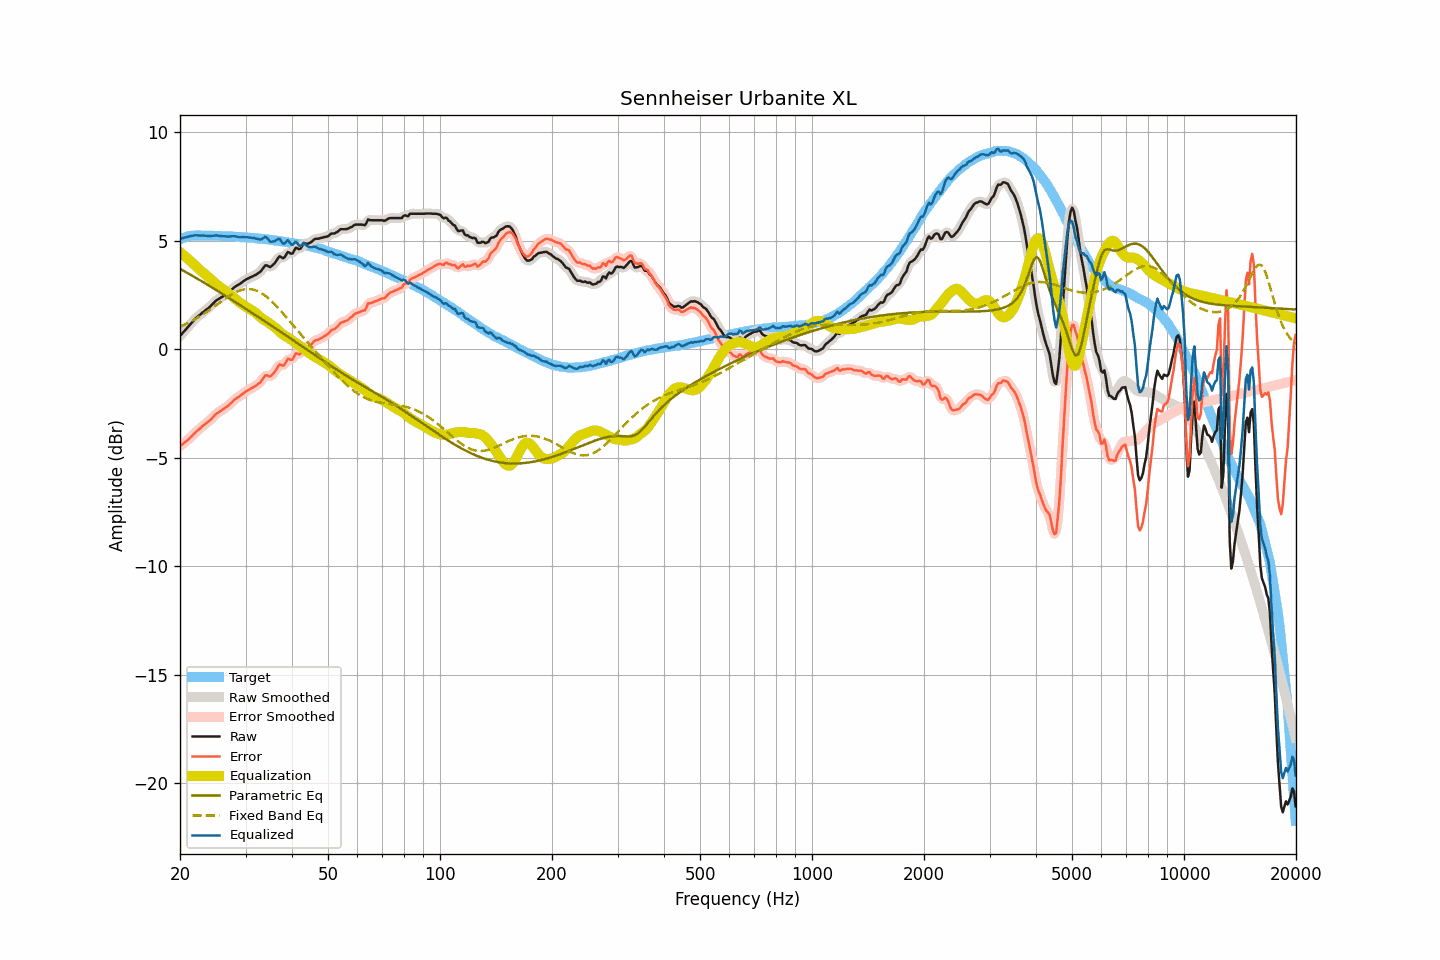 Sennheiser Urbanite XL
10
5
0
−5
−10
−15
−20
Amplitude (dBr)
Target
Raw Smoothed
Error Smoothed
Raw
Error
Equalization
Parametric Eq
Fixed Band Eq
Equalized
20 50 100 200 500 1000 2000 5000 10000 20000
Frequency (Hz)